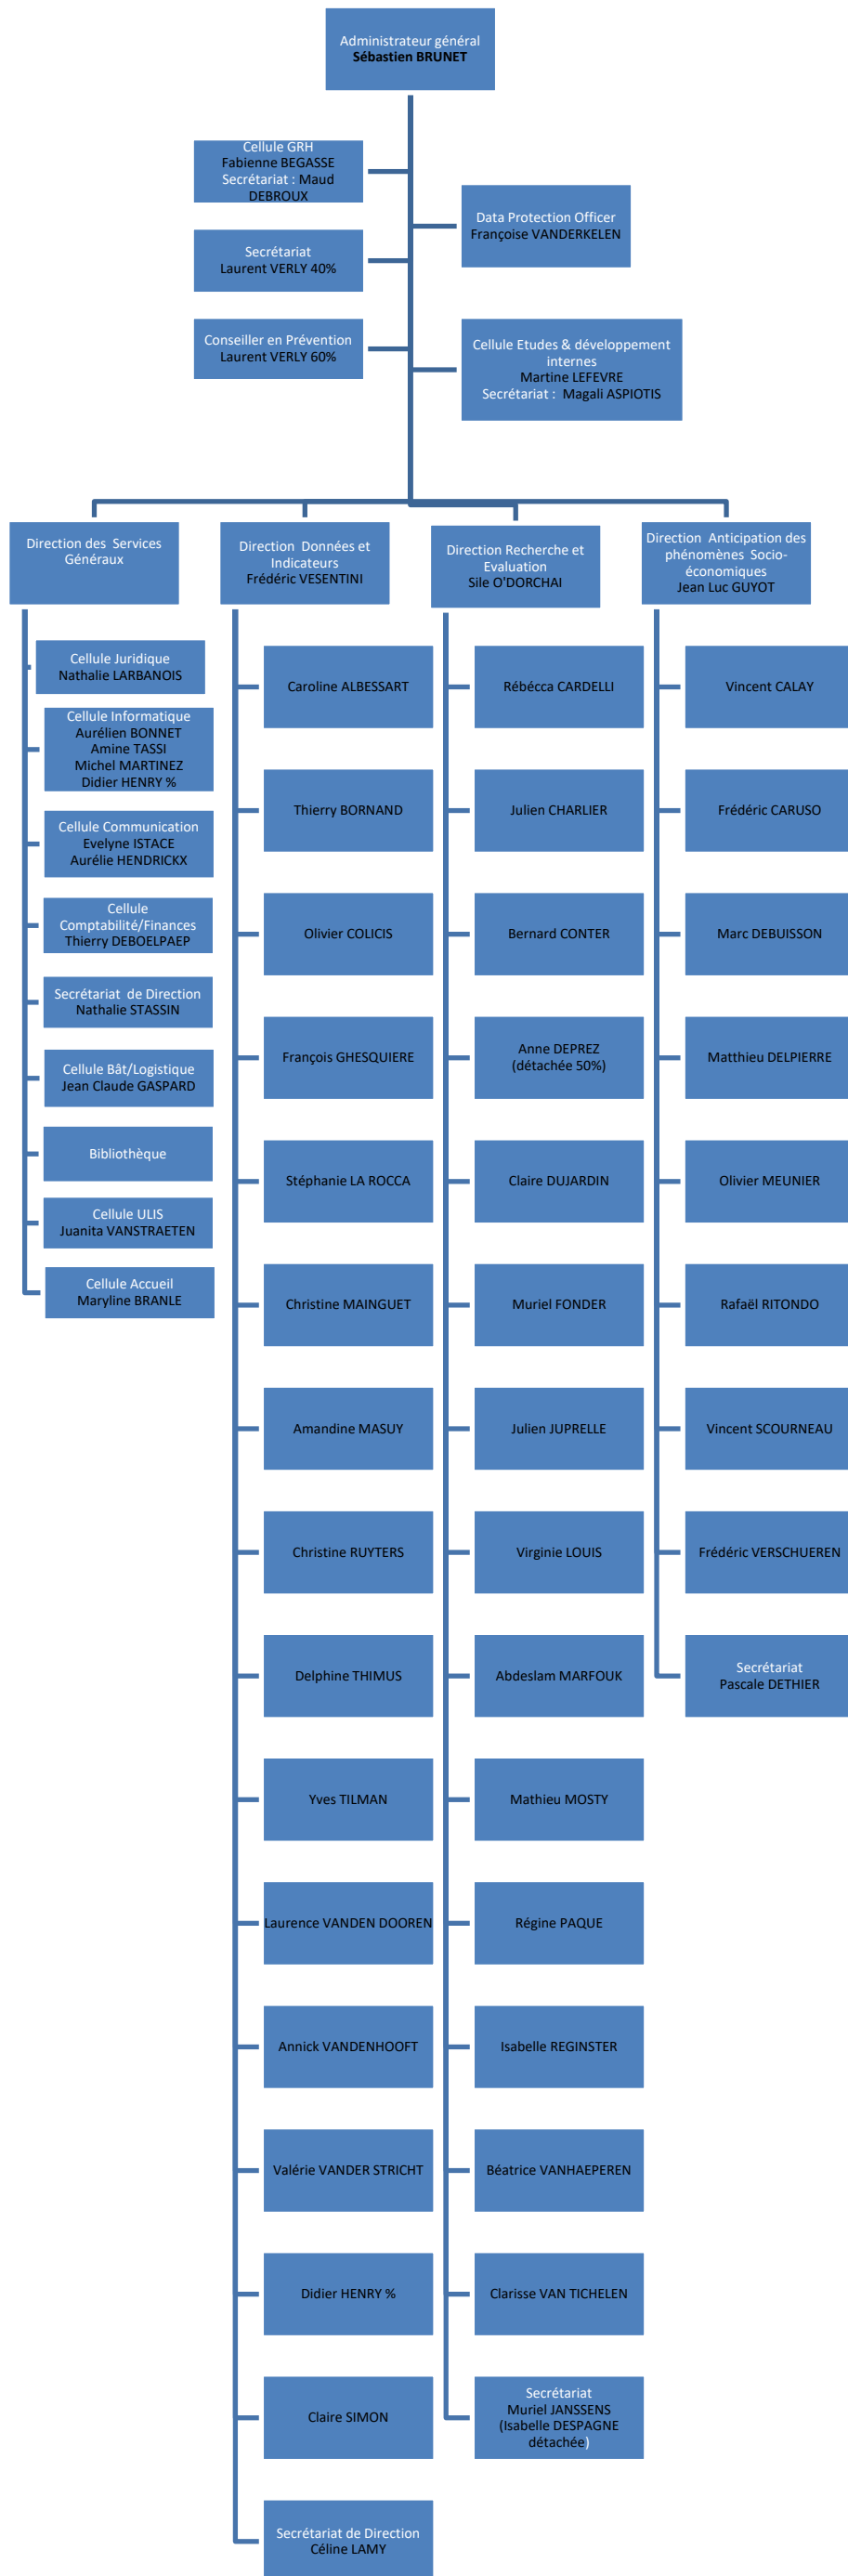 Administrateur général
Sébastien BRUNET
Cellule GRH
Fabienne BEGASSE
Secrétariat : Maud
DEBROUX
Data Protection Officer
Françoise VANDERKELEN
Secrétariat
Laurent VERLY 40%
Conseiller en Prévention
Laurent VERLY 60%
Cellule Etudes & développement
internes
Martine LEFEVRE
Secrétariat : Magali ASPIOTIS
Direction des Services
Généraux
Cellule Juridique
Nathalie LARBANOIS
Cellule Informatique
Aurélien BONNET
Amine TASSI
Michel MARTINEZ
Didier HENRY %
Cellule Communication
Evelyne ISTACE
Aurélie HENDRICKX
Cellule
Comptabilité/Finances
Thierry DEBOELPAEP
Secrétariat de Direction
Nathalie STASSIN
Cellule Bât/Logistique
Jean Claude GASPARD
Bibliothèque
Cellule ULIS
Juanita VANSTRAETEN
Cellule Accueil
Maryline BRANLE
Direction Données et
Indicateurs
Frédéric VESENTINI
Caroline ALBESSART
Thierry BORNAND
Olivier COLICIS
François GHESQUIERE
Stéphanie LA ROCCA
Christine MAINGUET
Amandine MASUY
Christine RUYTERS
Delphine THIMUS
Yves TILMAN
Laurence VANDEN DOOREN
Annick VANDENHOOFT
Valérie VANDER STRICHT
Didier HENRY %
Claire SIMON
Secrétariat de Direction
Céline LAMY
Direction Recherche et
Evaluation
Sile O'DORCHAI
Rébécca CARDELLI
Julien CHARLIER
Bernard CONTER
Anne DEPREZ
(détachée 50%)
Claire DUJARDIN
Muriel FONDER
Julien JUPRELLE
Virginie LOUIS
Abdeslam MARFOUK
Mathieu MOSTY
Régine PAQUE
Isabelle REGINSTER
Béatrice VANHAEPEREN
Clarisse VAN TICHELEN
Secrétariat
Muriel JANSSENS
(Isabelle DESPAGNE
détachée)
Direction Anticipation des
phénomènes Socio-
économiques
Jean Luc GUYOT
Vincent CALAY
Frédéric CARUSO
Marc DEBUISSON
Matthieu DELPIERRE
Olivier MEUNIER
Rafaël RITONDO
Vincent SCOURNEAU
Frédéric VERSCHUEREN
Secrétariat
Pascale DETHIER